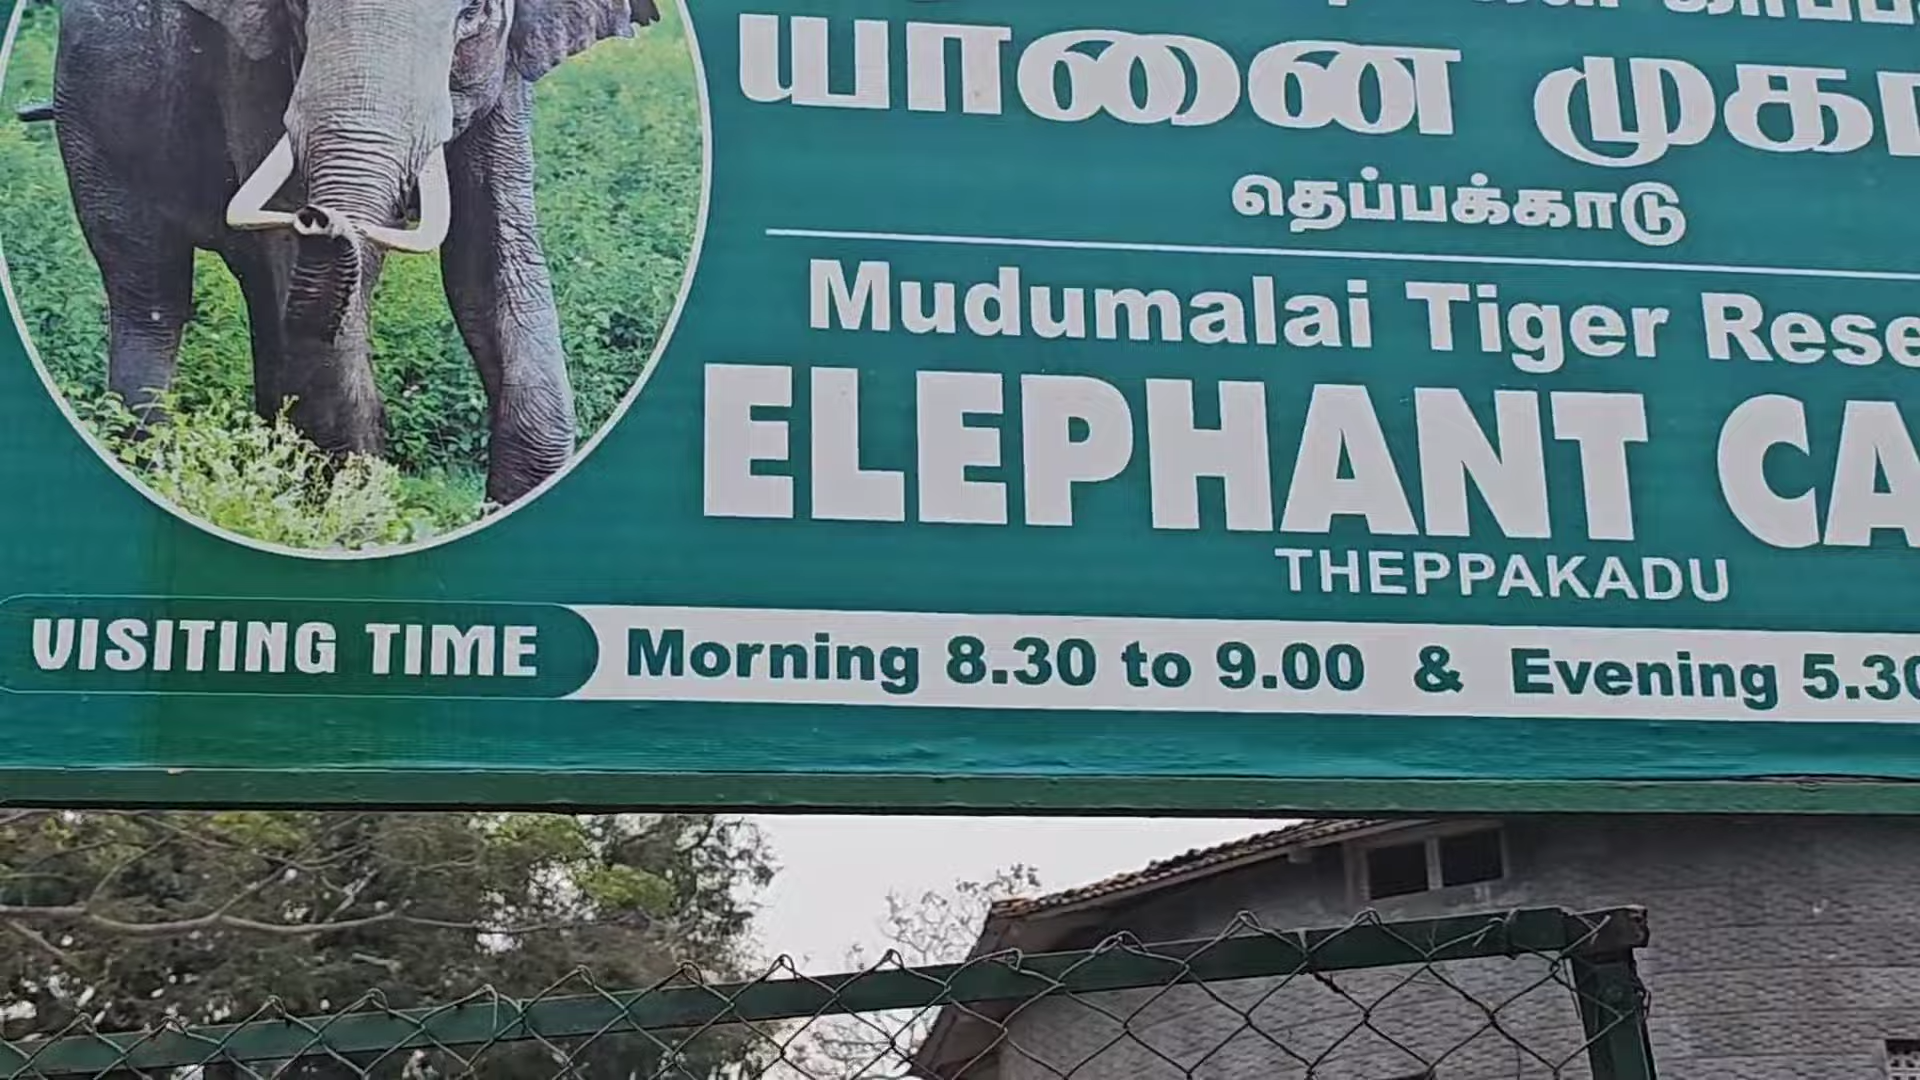 யானை முகா
தெப்பக்காடு
Mudumalai Tiger Rese
ELEPHANT CA
THEPPAKADU
VISITING TIME Morning 8.30 to 9.00 & Evening 5.30